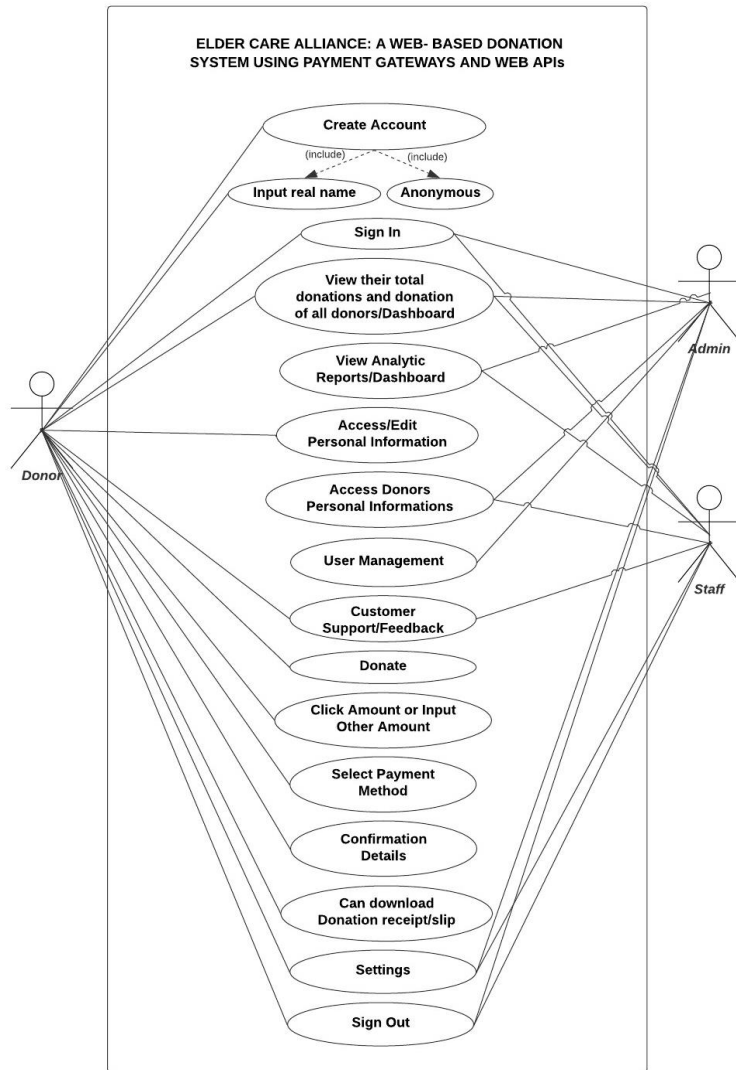 ELDER CARE ALLIANCE: A WEB- BASED DONATION
SYSTEM USING PAYMENT GATEWAYS AND WEB APIs
Create Account
(include)
(include)
Input real name
Anonymous
Sign In
View their total
donations and donation
of all donors/Dashboard
Admin
View Analytic
Reports/Dashboard
Access/Edit
Personal Information
Donor
Access Donors
Personal Informations
User Management
Staff
Customer
Support/Feedback
Donate
Click Amount or Input
Other Amount
Select Payment
Method
Confirmation
Details
Can download
Donation receipt/slip
Settings
Sign Out